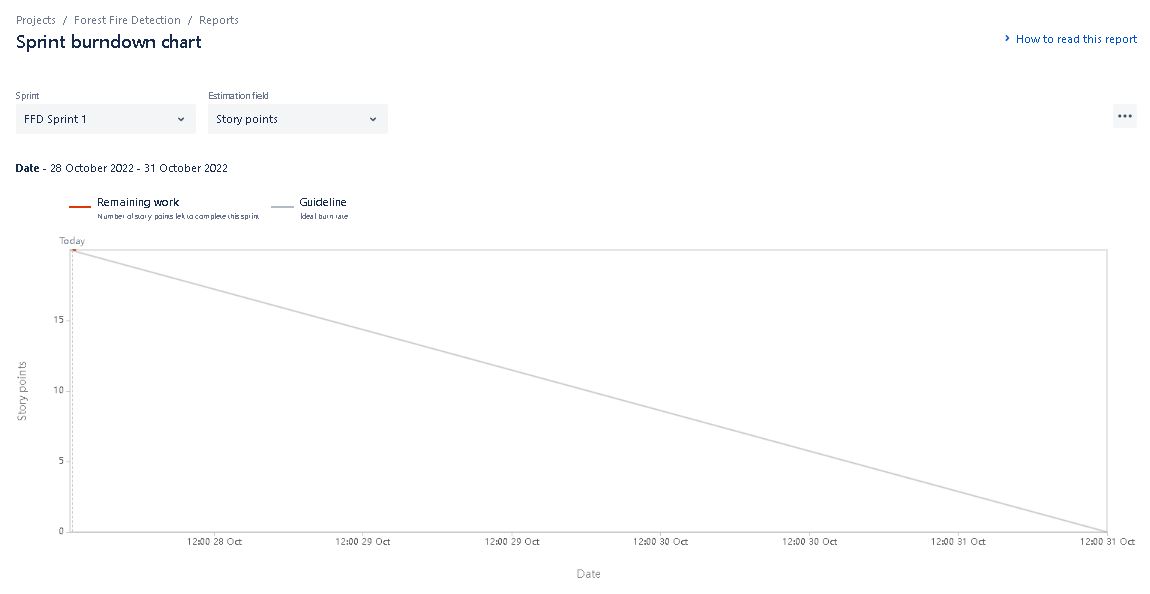 Projects / Forest Fire Detection / Reports
Sprint burndown chart
How to read this report
Sprint
Estimation field
FFD Sprint 1
Story points
Date - 28 October 2022 - 31 October 2022
Remaining work
Number of story points left to complete this sprint
Guideline
Ideal burn rate
Today
15
10
5
0
Story points
12:00 28 Oct
12:00 29 Oct
12:00 29 Oct
12:00 30 Oct
12:00 30 Oct
12:00 31 Oct
12:00 31 Oct
Date